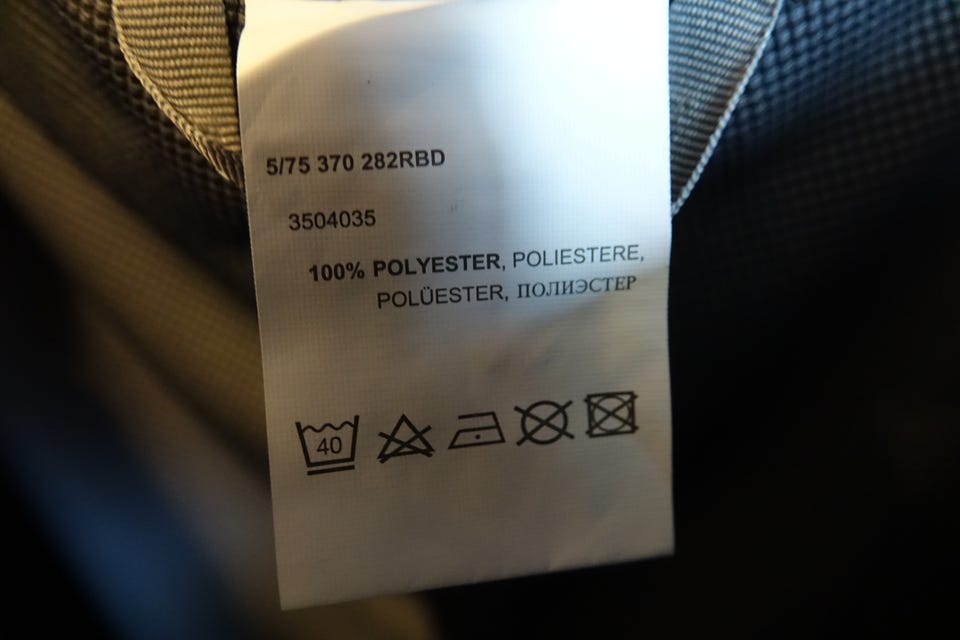 5/75 370 282RBD
3504035
100% POLYESTER, POLIESTERE,
POLÜESTER, ПОЛИЭСТЕР
40